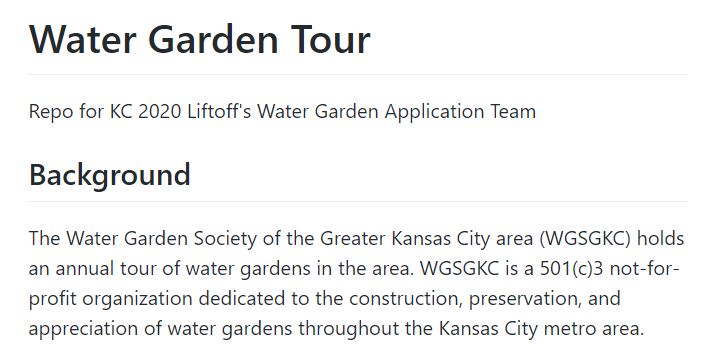 Water Garden Tour
Repo for KC 2020 Liftoff's Water Garden Application Team
Background
The Water Garden Society of the Greater Kansas City area (WGSGKC) holds
an annual tour of water gardens in the area. WGSGKC is a 501(c)3 not-for-
profit organization dedicated to the construction, preservation, and
appreciation of water gardens throughout the Kansas City metro area.